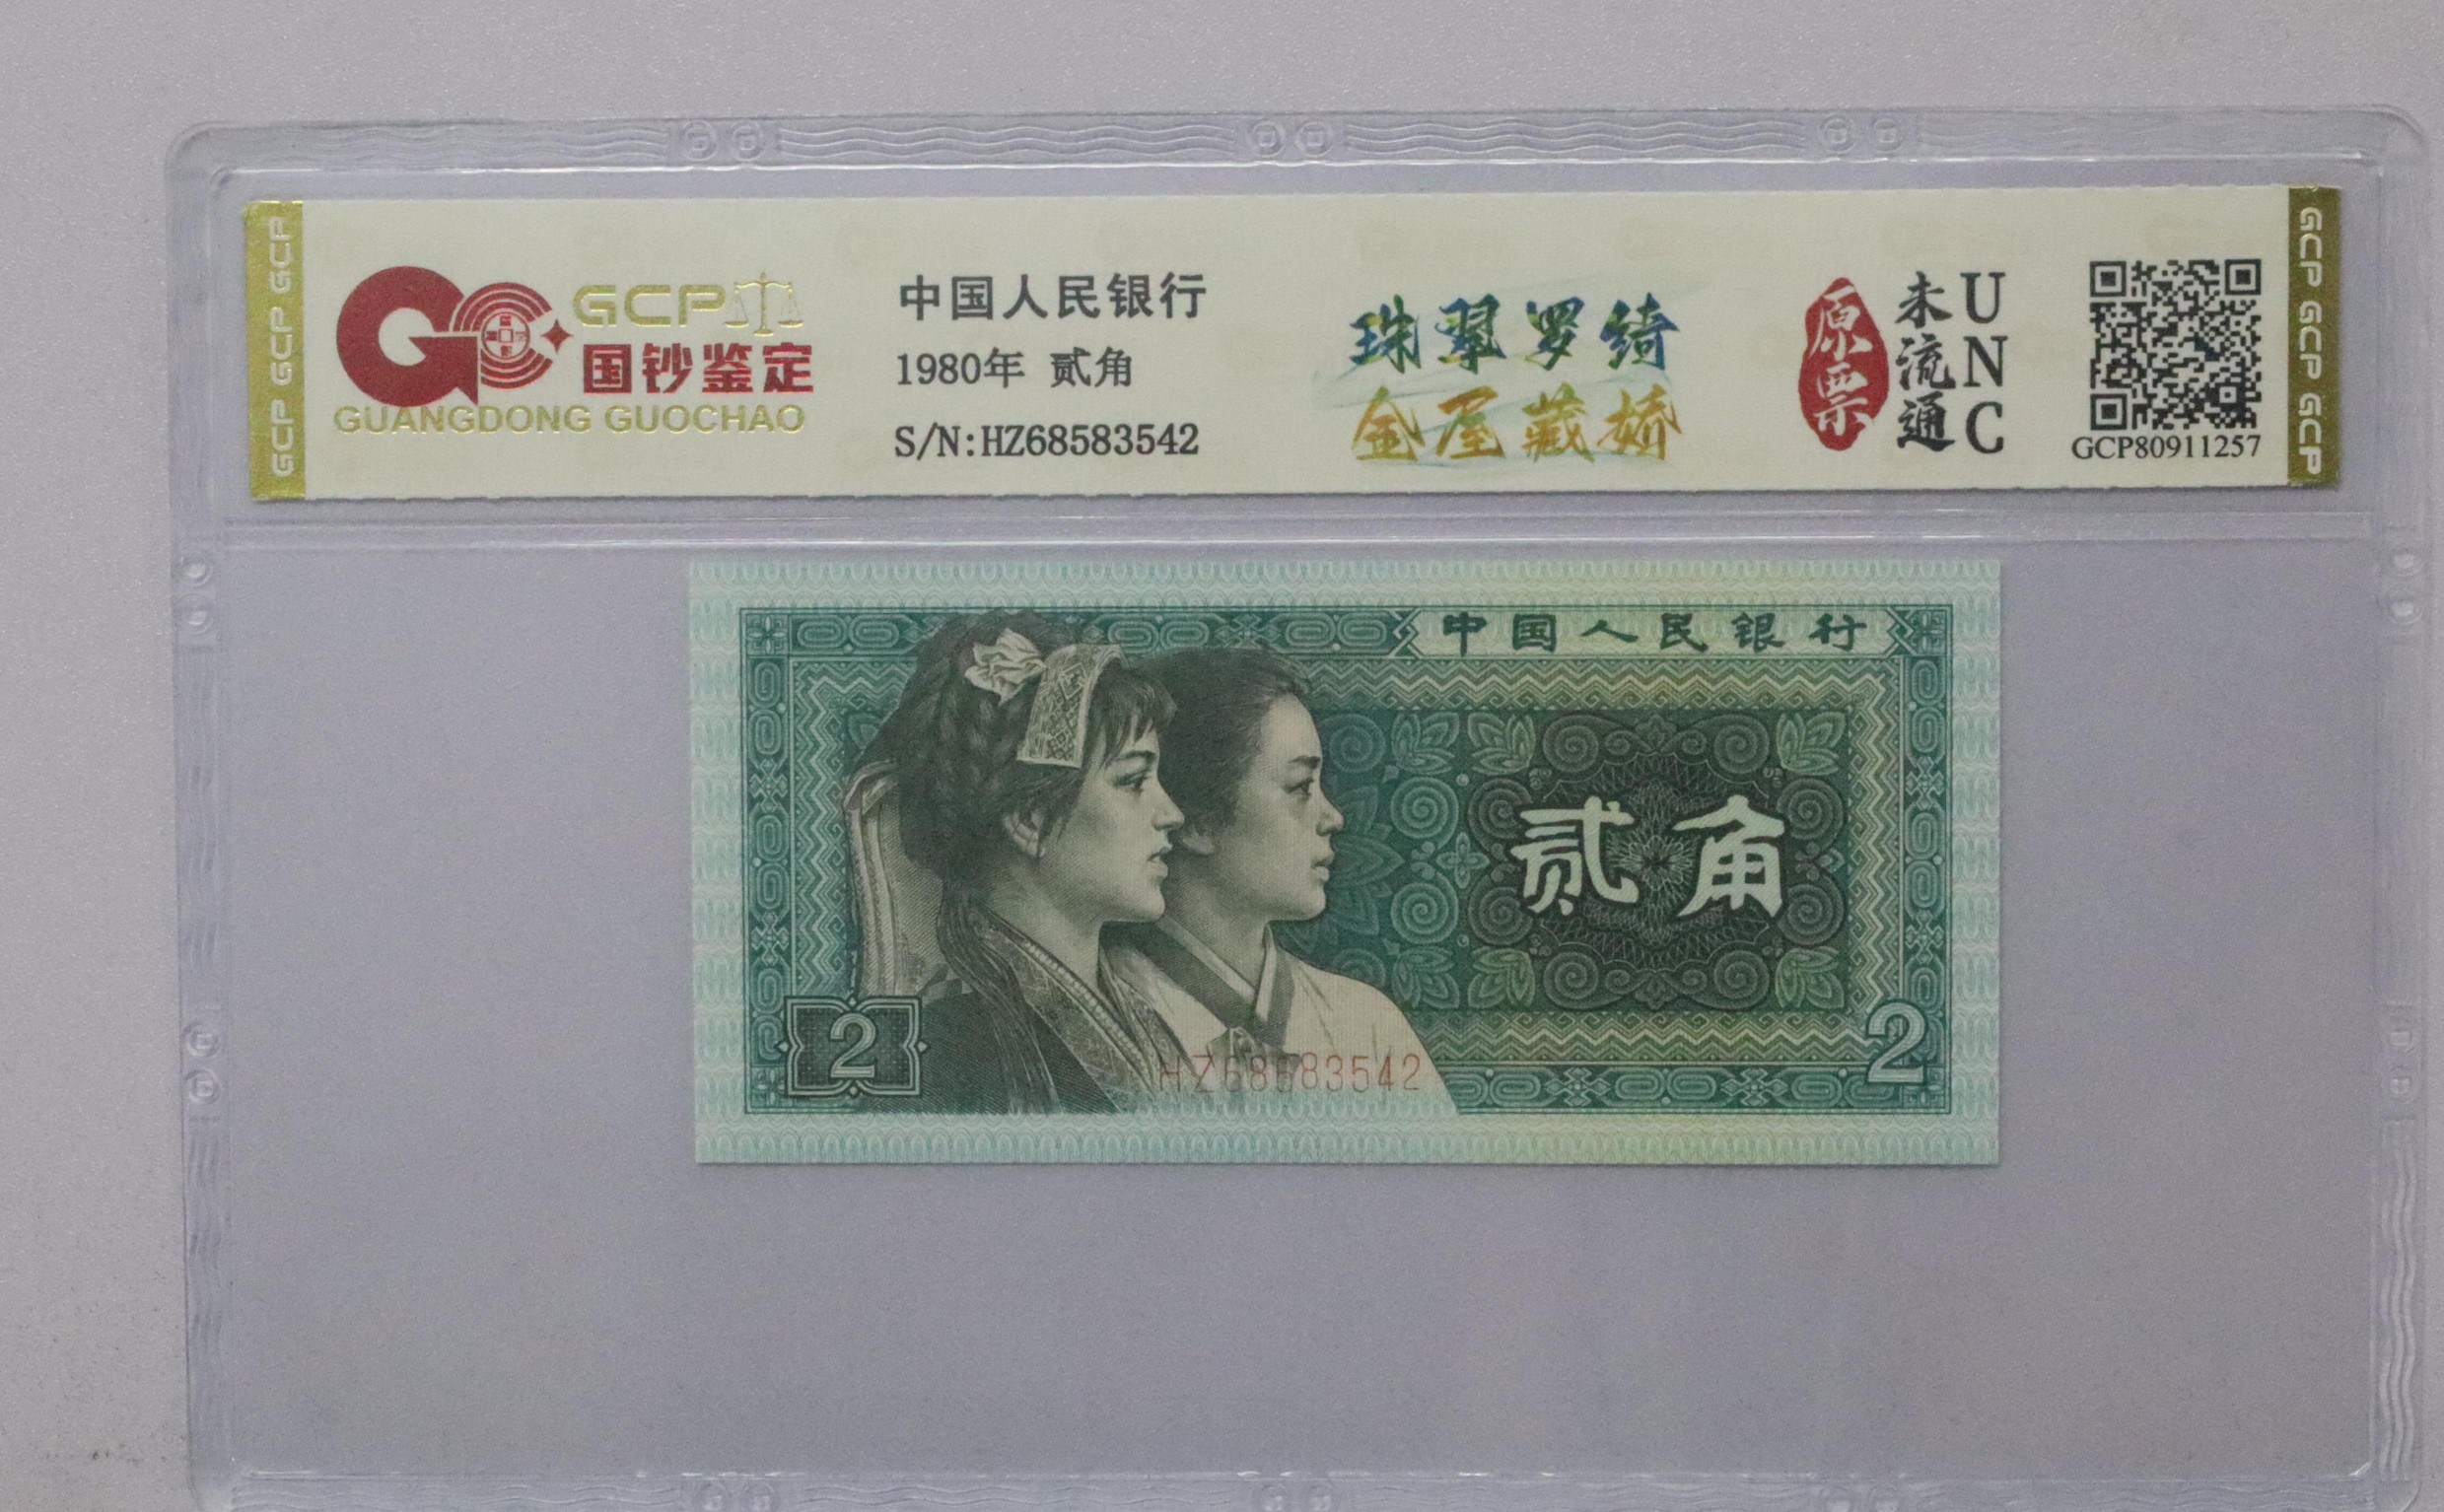 GCP GCP GCP
GCP
国钞鉴定
GUANGDONG GUOCHAO
中国人民银行
1980年 贰角
S/N:HZ68583542
珠翠罗绮
金屋藏娇
原票
未流通
UNC
GCP80911257
GCP GCP GCP
中国人民银行
贰角
2
HZ68583542
2